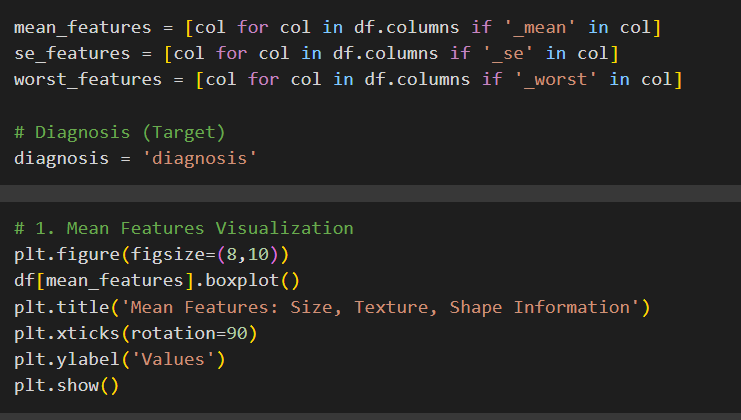 mean_features = [col for col in df.columns if '_mean' in col]
se_features = [col for col in df.columns if '_se' in col]
worst_features = [col for col in df.columns if '_worst' in col]
# Diagnosis (Target)
diagnosis = 'diagnosis'
# 1. Mean Features Visualization
plt.figure(figsize=(8,10))
df[mean_features].boxplot()
plt.title('Mean Features: Size, Texture, Shape Information')
plt.xticks(rotation=90)
plt.ylabel('Values')
plt.show()